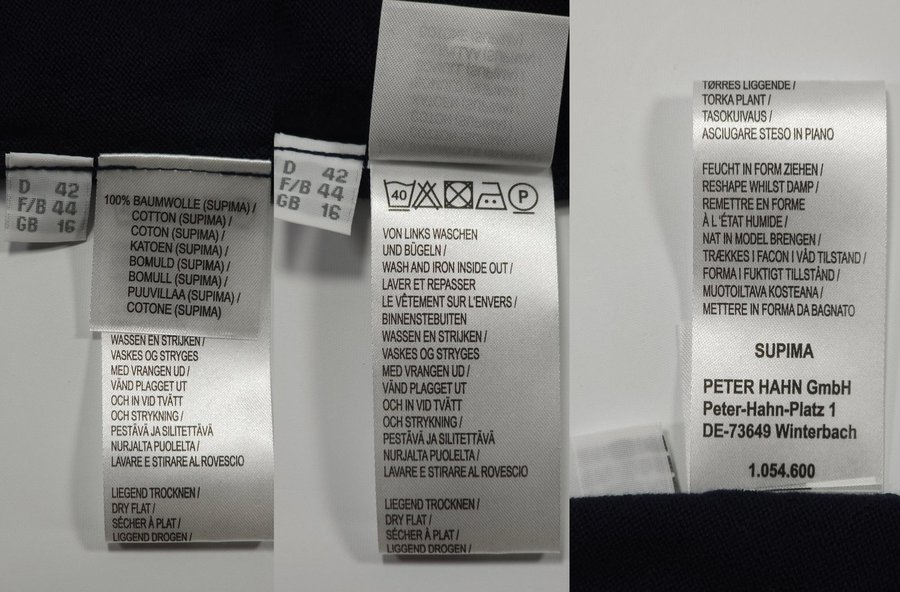 D 42
F/B 44
GB 16
100% BAUMWOLLE (SUPIMA) /
COTTON (SUPIMA) /
COTON (SUPIMA) /
KATOEN (SUPIMA) /
BOMULD (SUPIMA) /
BOMULL (SUPIMA) /
PUUVILLAA (SUPIMA) /
COTONE (SUPIMA)
WASSEN EN STRIJKEN /
VASKES OG STRYGES
MED VRANGEN UD /
VÄND PLAGGET UT
OCH IN VID TVÄTT
OCH STRYKNING /
PESTÄVÄ JA SILITETTÄVÄ
NURJALTA PUOLELTA /
LAVARE E STIRARE AL ROVESCIO
LIEGEND TROCKNEN /
DRY FLAT /
SÉCHER À PLAT /
LIGGEND DROGEN /
D 42
F/B 44
GB 16
40 P
VON LINKS WASCHEN
UND BÜGELN /
WASH AND IRON INSIDE OUT /
LAVER ET REPASSER
LE VÊTEMENT SUR L'ENVERS /
BINNENSTEBUITEN
WASSEN EN STRIJKEN /
VASKES OG STRYGES
MED VRANGEN UD /
VÄND PLAGGET UT
OCH IN VID TVÄTT
OCH STRYKNING /
PESTÄVÄ JA SILITETTÄVÄ
NURJALTA PUOLELTA /
LAVARE E STIRARE AL ROVESCIO
LIEGEND TROCKNEN /
DRY FLAT /
SÉCHER À PLAT /
LIGGEND DROGEN /
TØRRES LIGGENDE /
TORKA PLANT /
TASOKUIVAUS /
ASCIUGARE STESO IN PIANO
FEUCHT IN FORM ZIEHEN /
RESHAPE WHILST DAMP /
REMETTRE EN FORME
À L'ÉTAT HUMIDE /
NAT IN MODEL BRENGEN /
TRÆKKES I FACON I VÅD TILSTAND /
FORMA I FUKTIGT TILLSTÅND /
MUOTOILTAVA KOSTEANA /
METTERE IN FORMA DA BAGNATO
SUPIMA
PETER HAHN GmbH
Peter-Hahn-Platz 1
DE-73649 Winterbach
1.054.600